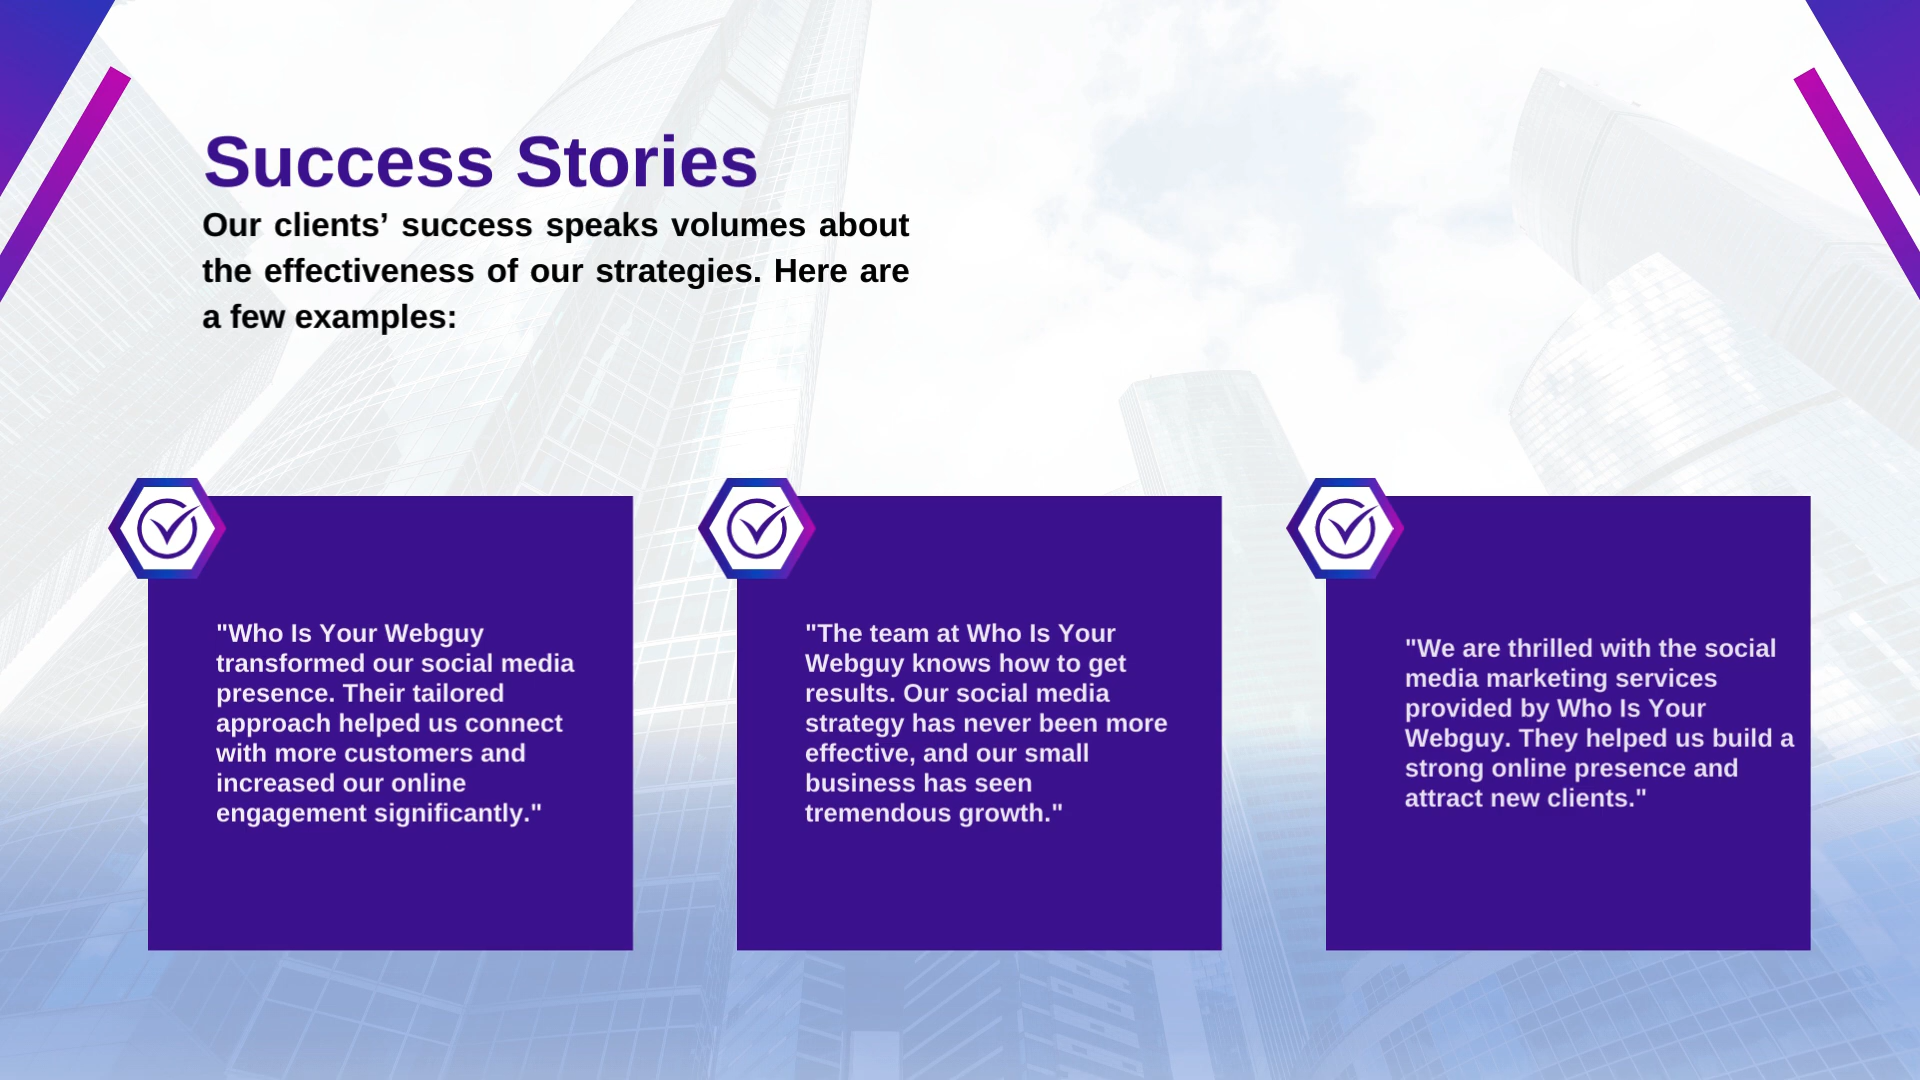 Success Stories
Our clients’ success speaks volumes about
the effectiveness of our strategies. Here are
a few examples:
"Who Is Your Webguy
transformed our social media
presence. Their tailored
approach helped us connect
with more customers and
increased our online
engagement significantly."
"The team at Who Is Your
Webguy knows how to get
results. Our social media
strategy has never been more
effective, and our small
business has seen
tremendous growth."
"We are thrilled with the social
media marketing services
provided by Who Is Your
Webguy. They helped us build a
strong online presence and
attract new clients."